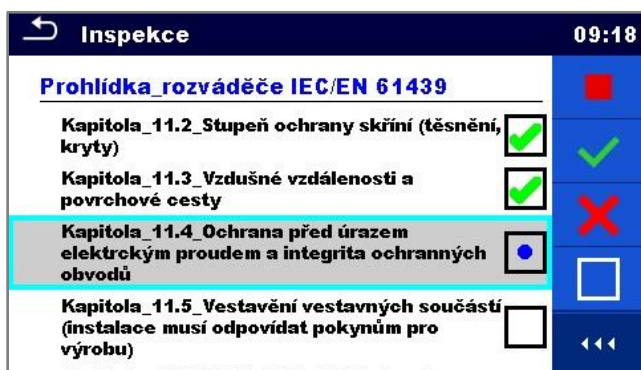 Inspekce
09:18
Prohlídka_rozváděče IEC/EN 61439
Kapitola_11.2_Stupeň ochrany skříní (těsnění,
kryty)
Kapitola_11.3_Vzdušné vzdálenosti a
povrchové cesty
Kapitola_11.4_Ochrana před úrazem
elektrckým proudem a integrita ochranných
obvodů
Kapitola_11.5_Vestavění vestavných součástí
(instalace musí odpovídat pokynům pro
výrobu)